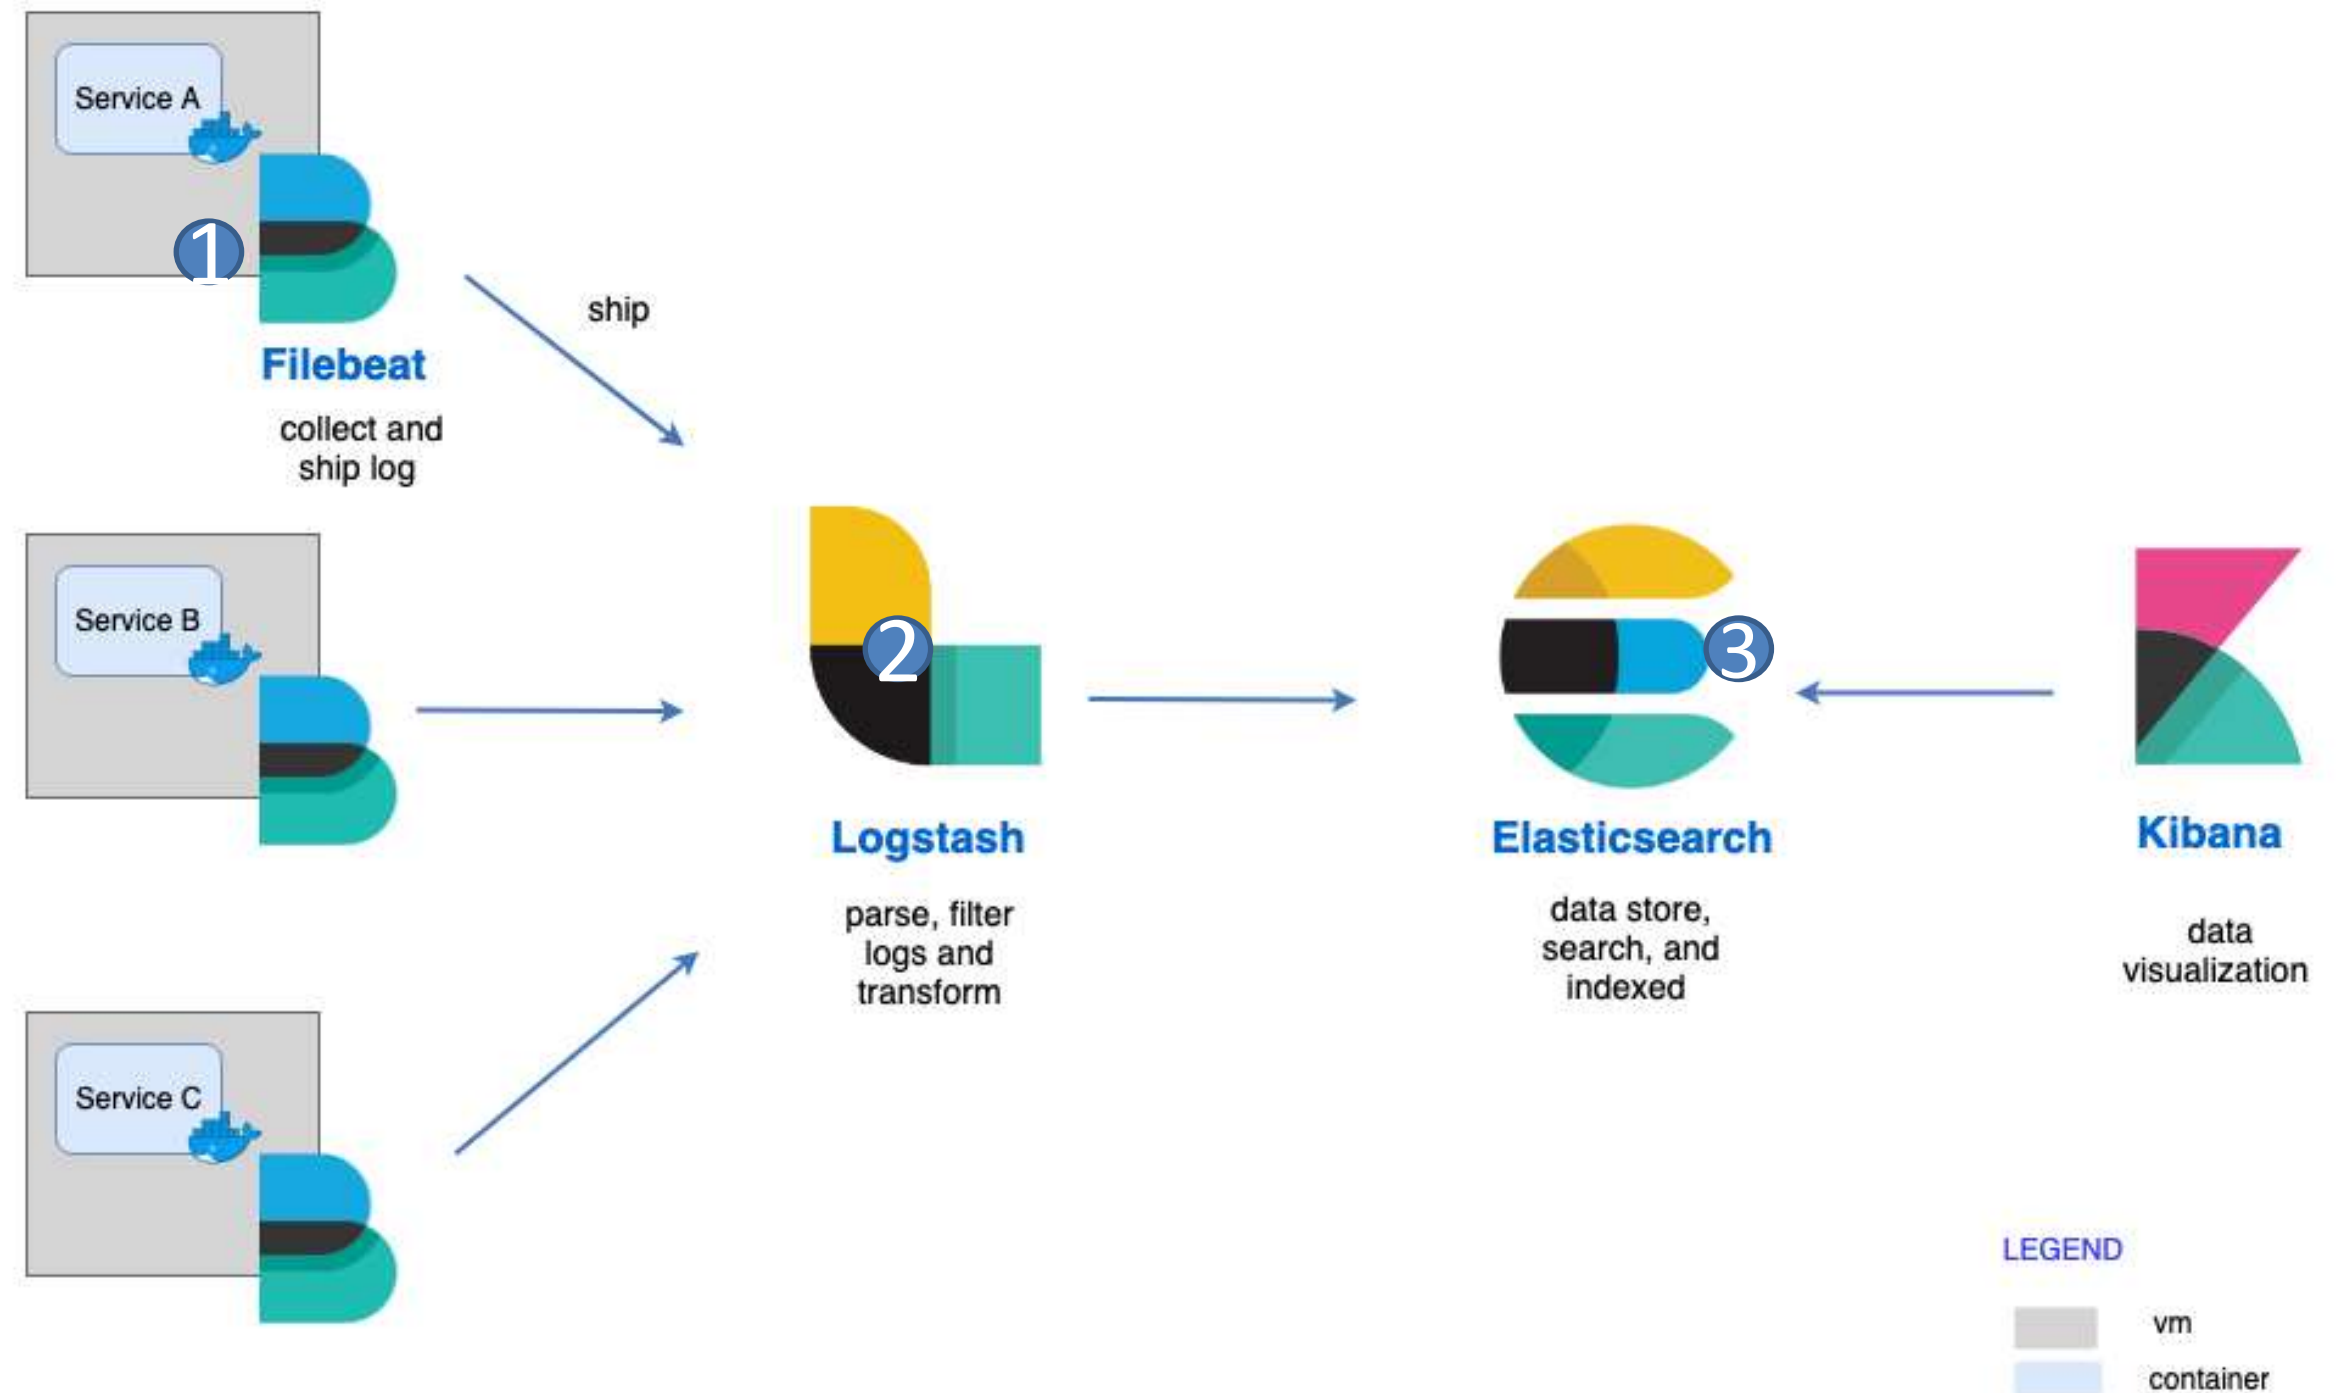 Service A
1
ship
Filebeat
collect and
ship log
Service B
2
3
Logstash
Elasticsearch
Kibana
parse, filter
logs and
transform
data store,
search, and
indexed
data
visualization
Service C
LEGEND
vm
container